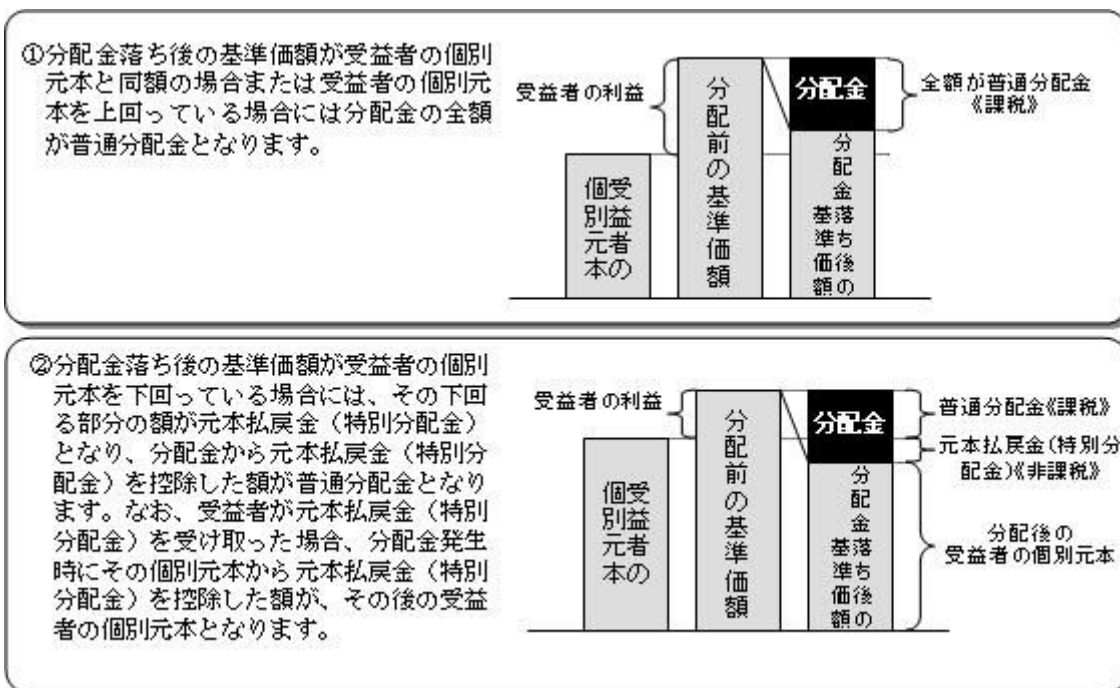 ①分配金落ち後の基準価額が受益者の個別
元本と同額の場合または受益者の個別元
本を上回っている場合には分配金の全額
が普通分配金となります。
受益者の利益
受益者の
個別元本
分配前の基準価額
分配金
分配金落ち後の
基準価額
全額が普通分配金
《課税》
②分配金落ち後の基準価額が受益者の個別
元本を下回っている場合には、その下回
る部分の額が元本払戻金（特別分配金）
となり、分配金から元本払戻金（特別分
配金）を控除した額が普通分配金となり
ます。なお、受益者が元本払戻金（特別
分配金）を受け取った場合、分配金発生
時にその個別元本から元本払戻金（特別
分配金）を控除した額が、その後の受益
者の個別元本となります。
受益者の利益
受益者の
個別元本
分配前の基準価額
分配金
分配金落ち後の
基準価額
普通分配金《課税》
元本払戻金(特別分
配金)《非課税》
分配後の
受益者の個別元本